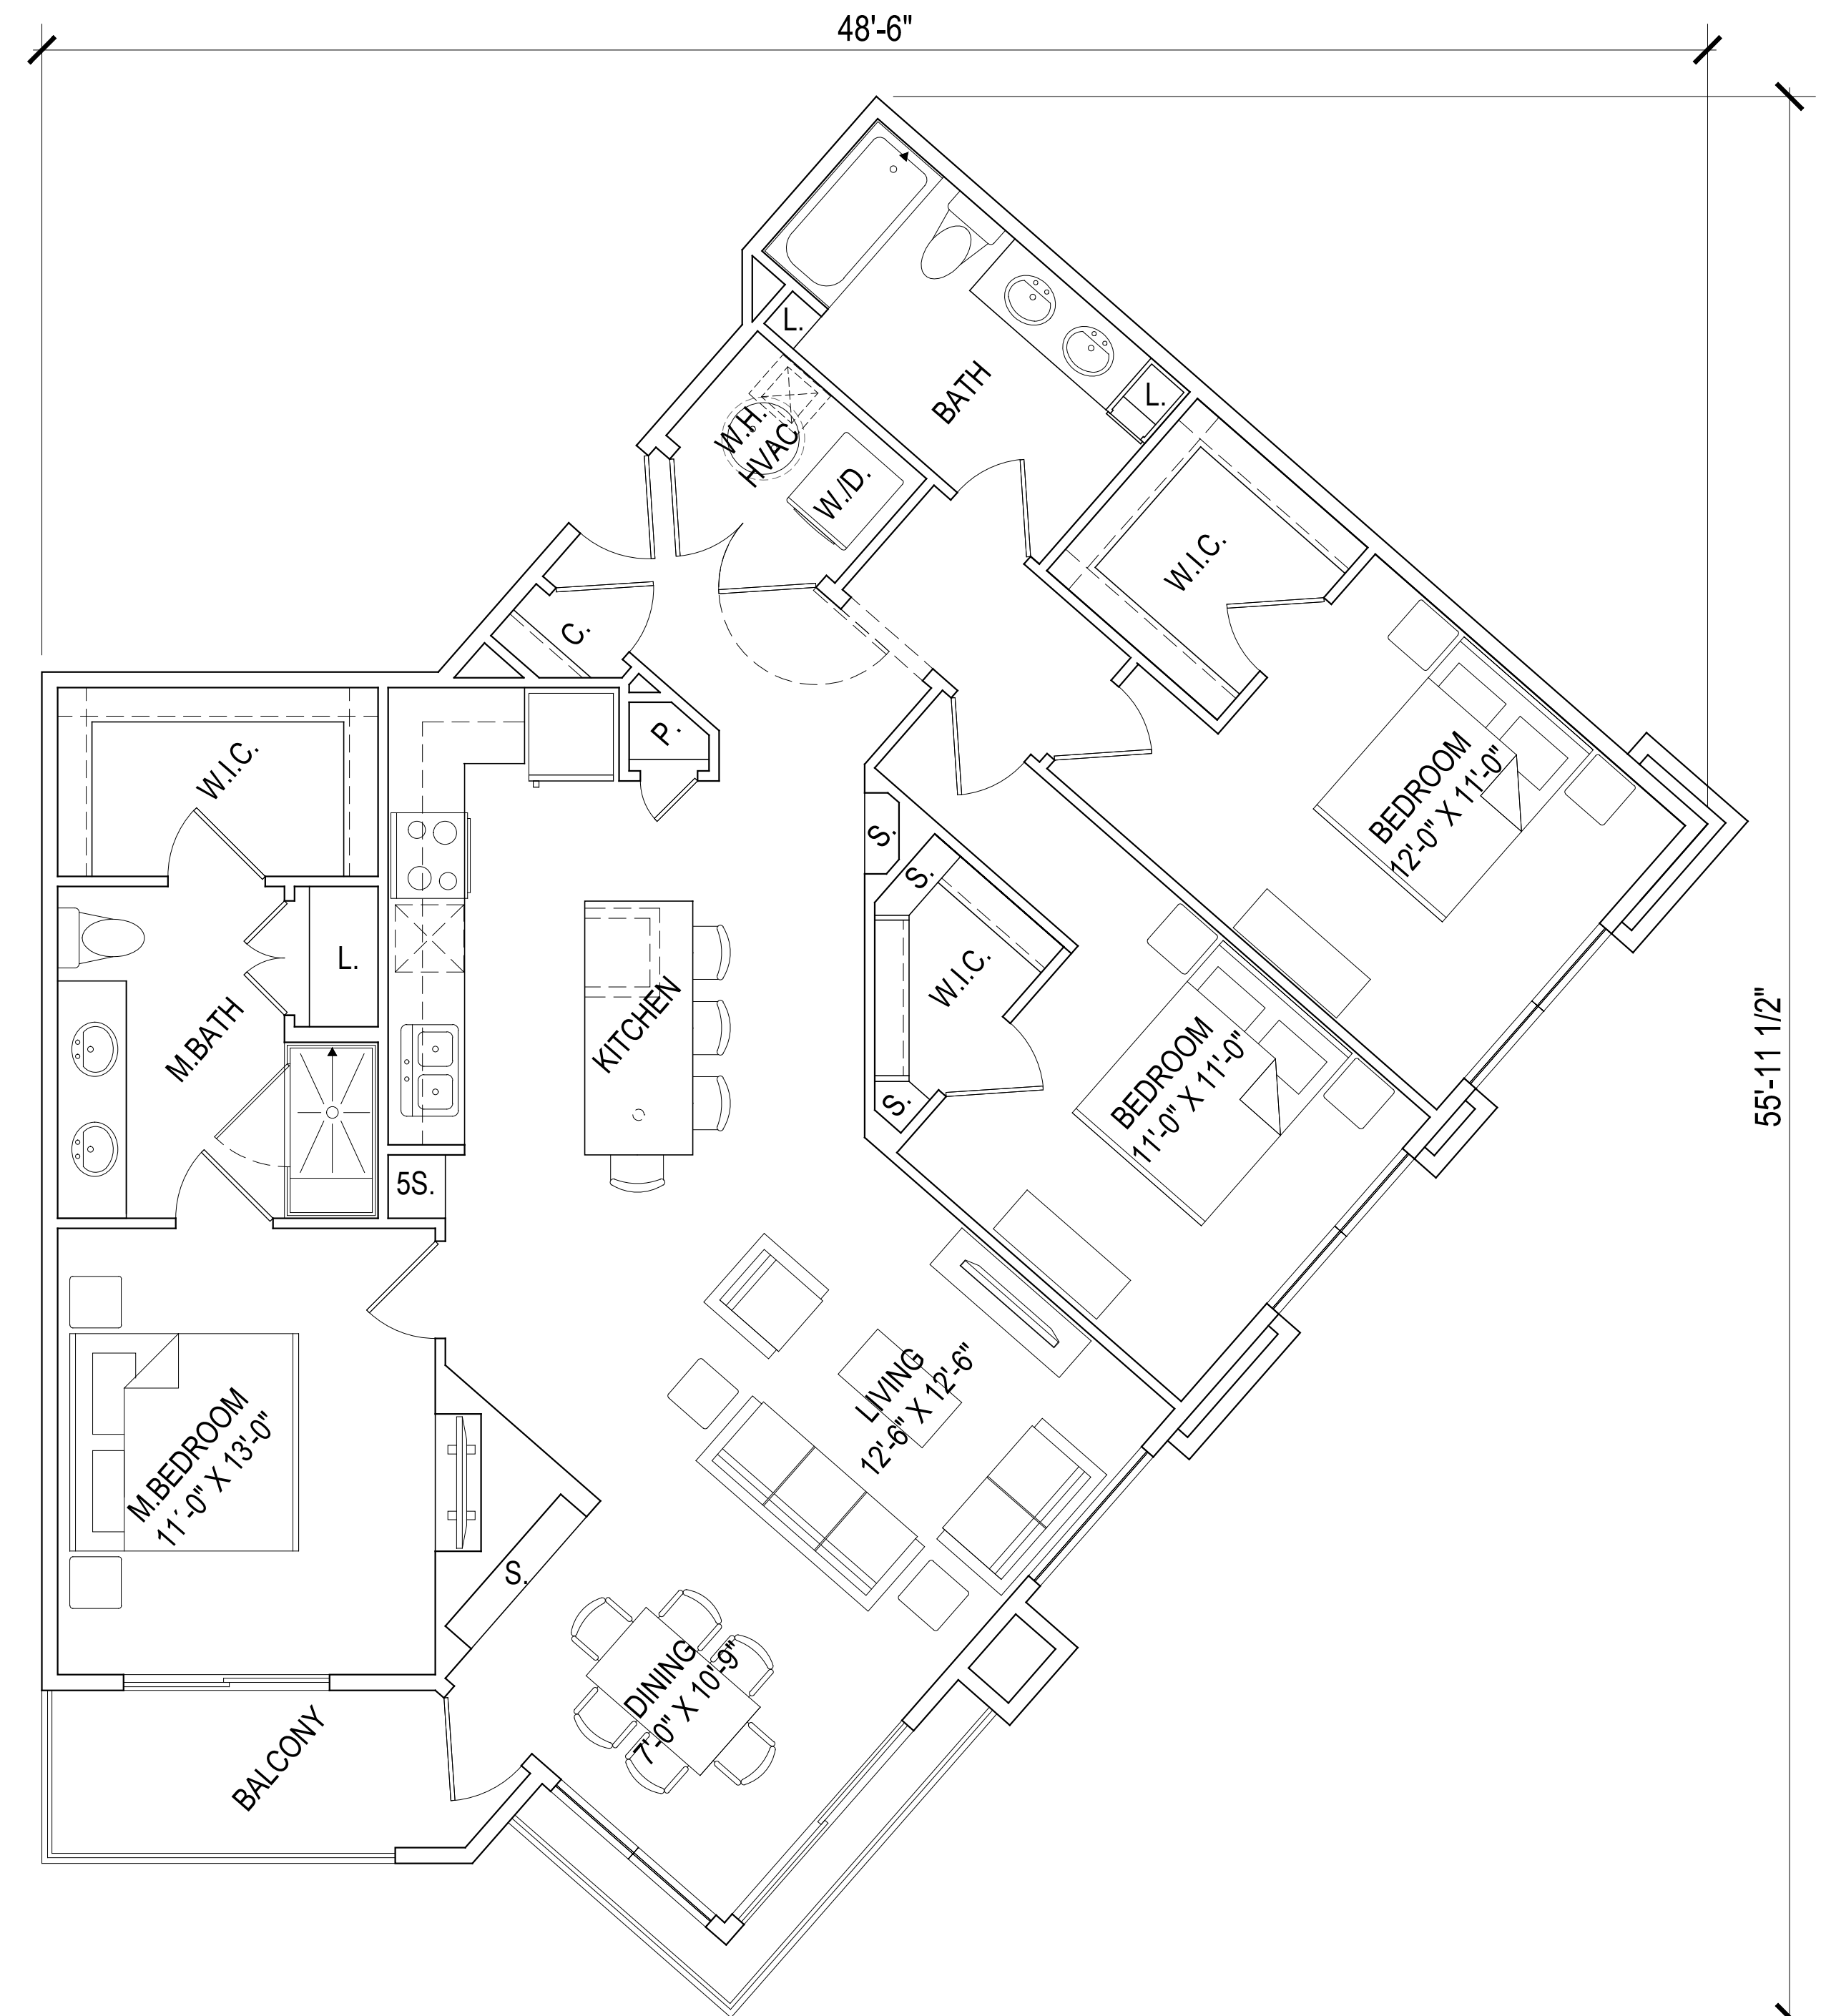 48'-6"
L.
BATH
L.
W.H.
HVAC
W./D.
W.I.C.
C.
P.
W.I.C.
BEDROOM
12'-0" X 11'-0"
S.
S.
L.
W.I.C.
KITCHEN
M.BATH
55'-11 1/2"
BEDROOM
11'-0" X 11'-0"
S.
5S.
LIVING
12'-6" X 12'-6"
M.BEDROOM
11'-0" X 13'-0"
S.
DINING
7'-0" X 10'-9"
BALCONY